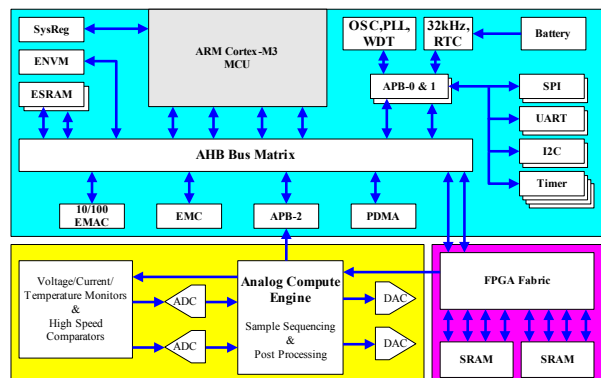 SysReg
ENVM
ESRAM
ARM Cortex-M3
MCU
OSC,PLL,
WDT
32kHz,
RTC
Battery
APB-0 & 1
SPI
UART
I2C
Timer
AHB Bus Matrix
10/100
EMAC
EMC
APB-2
PDMA
Voltage/Current/
Temperature Monitors
&
High Speed
Comparators
ADC
ADC
Analog Compute
Engine
Sample Sequencing
&
Post Processing
DAC
DAC
FPGA Fabric
SRAM
SRAM